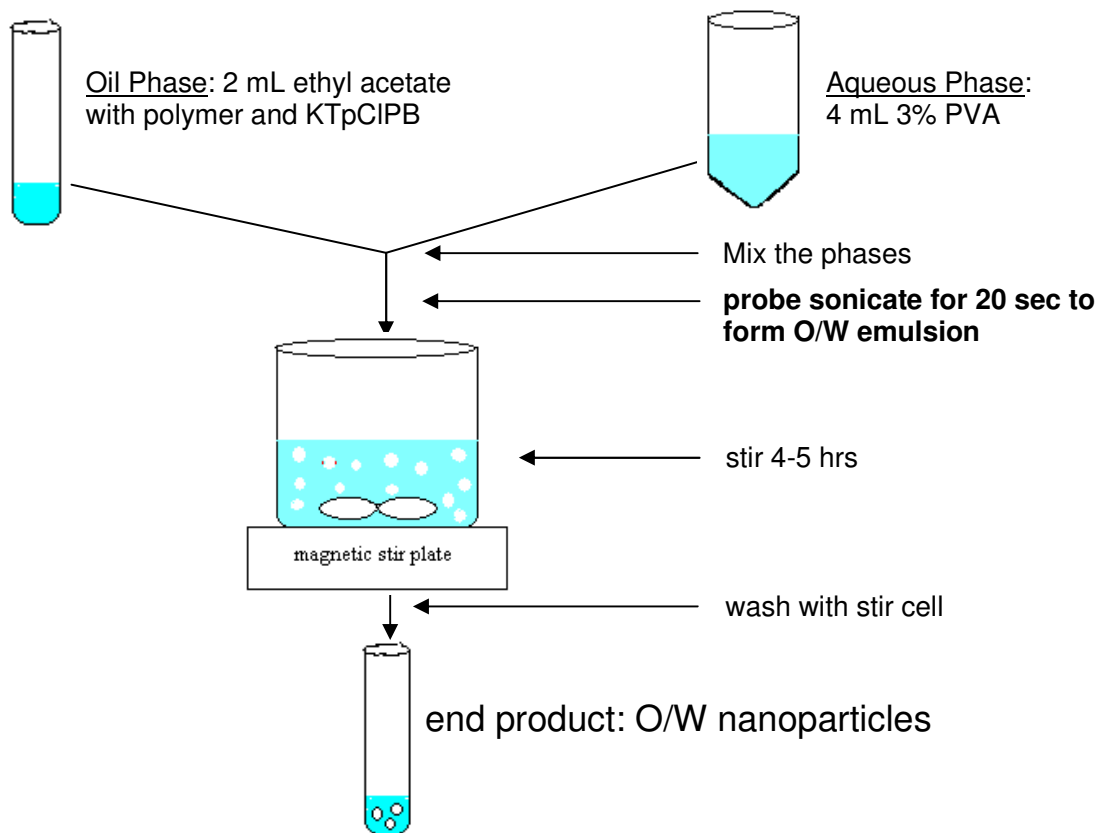 Oil Phase: 2 mL ethyl acetate
with polymer and KTpClPB
Aqueous Phase:
4 mL 3% PVA
Mix the phases
probe sonicate for 20 sec to
form O/W emulsion
stir 4-5 hrs
magnetic stir plate
wash with stir cell
end product: O/W nanoparticles